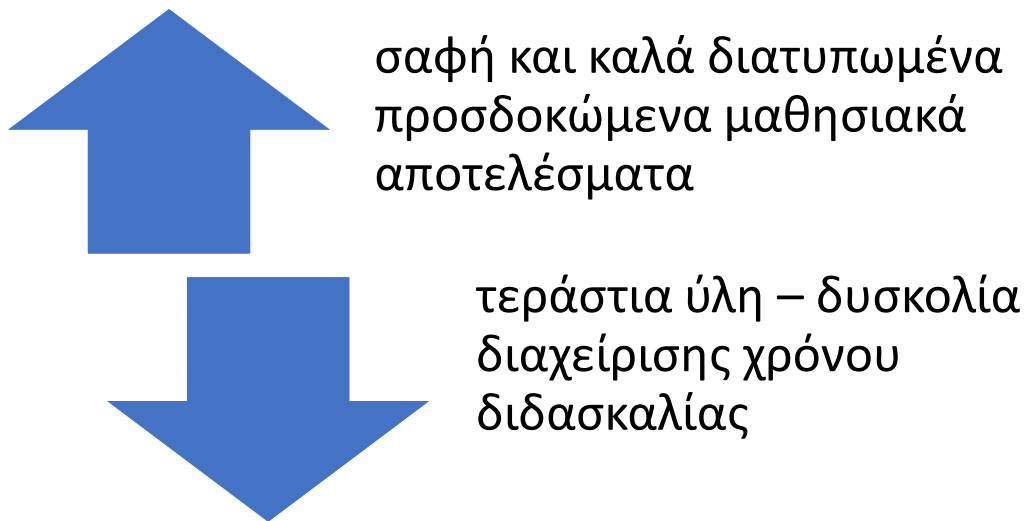 σαφή και καλά διατυπωμένα
προσδοκώμενα μαθησιακά
αποτελέσματα
τεράστια ύλη – δυσκολία
διαχείρισης χρόνου
διδασκαλίας